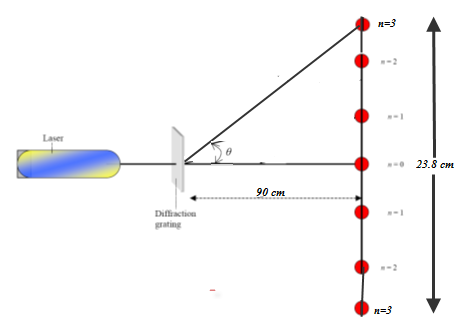 n=3
n=2
n=1
Laser
θ
n=0
23.8 cm
90 cm
Diffraction
grating
n=1
n=2
n=3